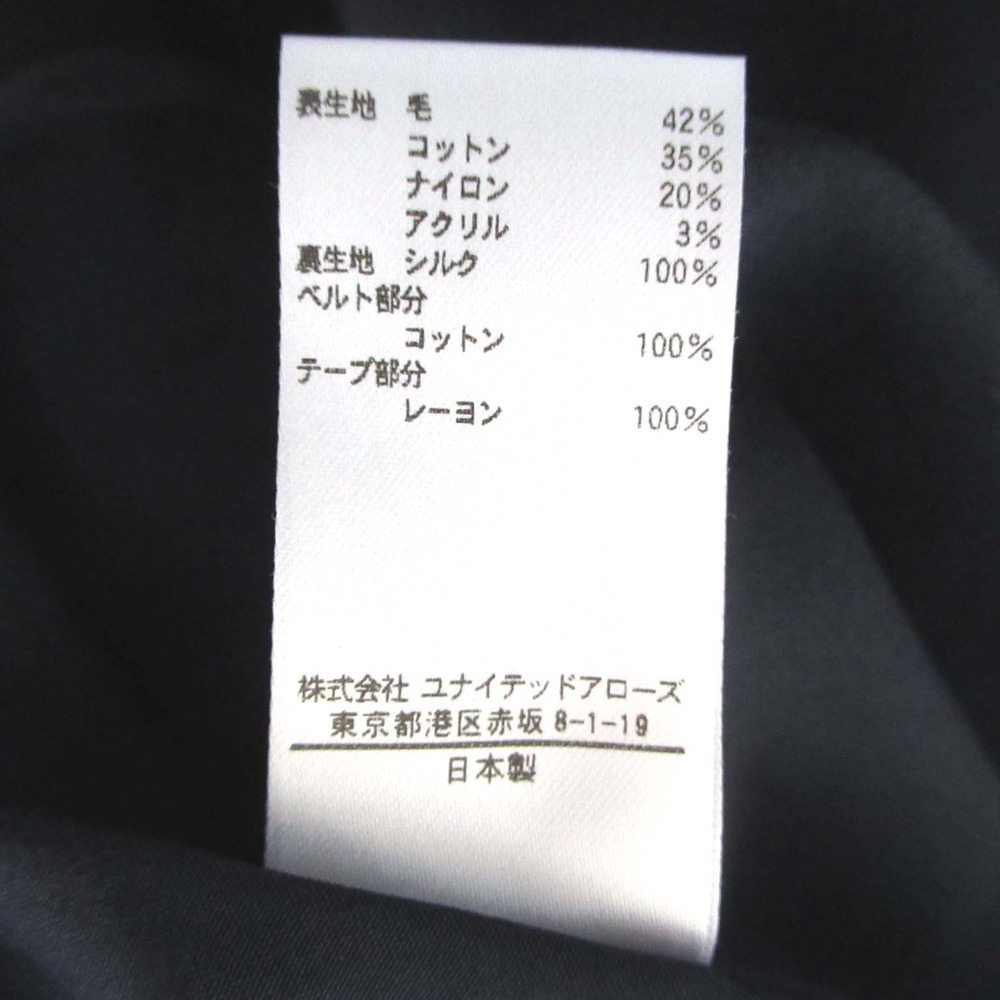 表生地 毛 42%
コットン 35%
ナイロン 20%
アクリル 3%
裏生地 シルク 100%
ベルト部分
コットン 100%
テープ部分
レーヨン 100%
株式会社 ユナイテッドアローズ
東京都港区赤坂 8-1-19
日本製